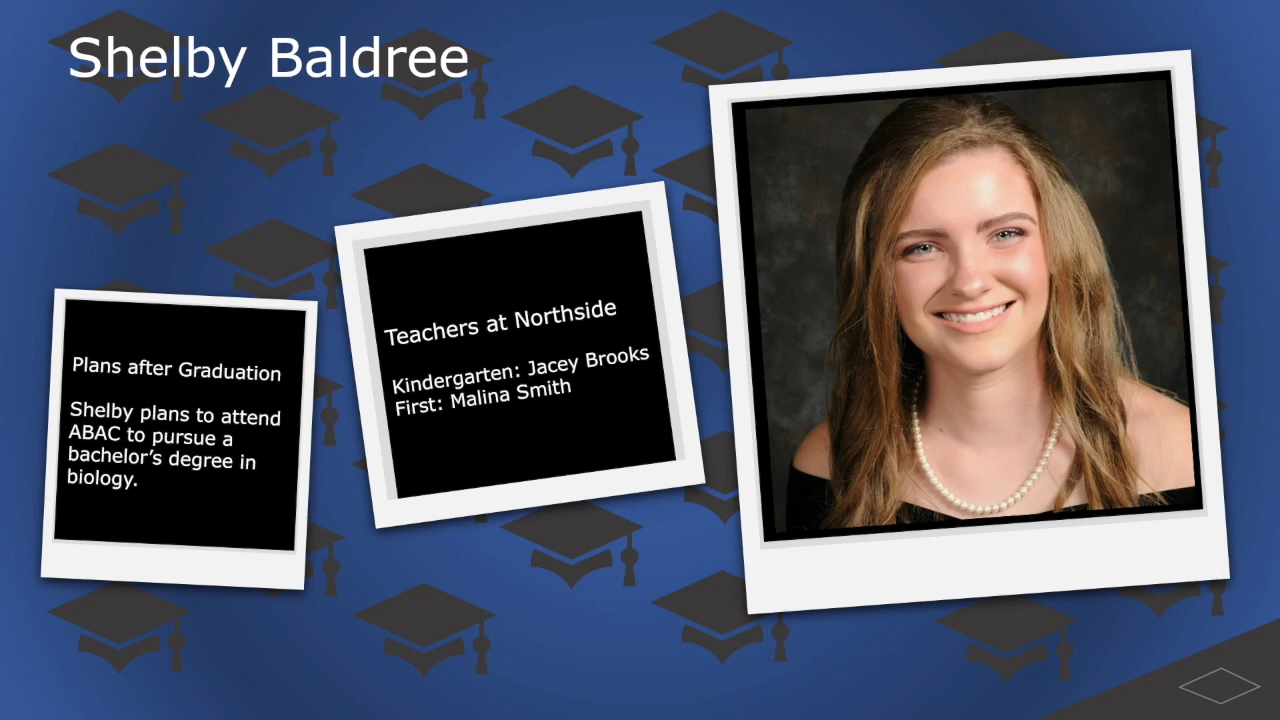 Shelby Baldree
Plans after Graduation
Shelby plans to attend
ABAC to pursue a
bachelor’s degree in
biology.
Teachers at Northside
Kindergarten: Jacey Brooks
First: Malina Smith